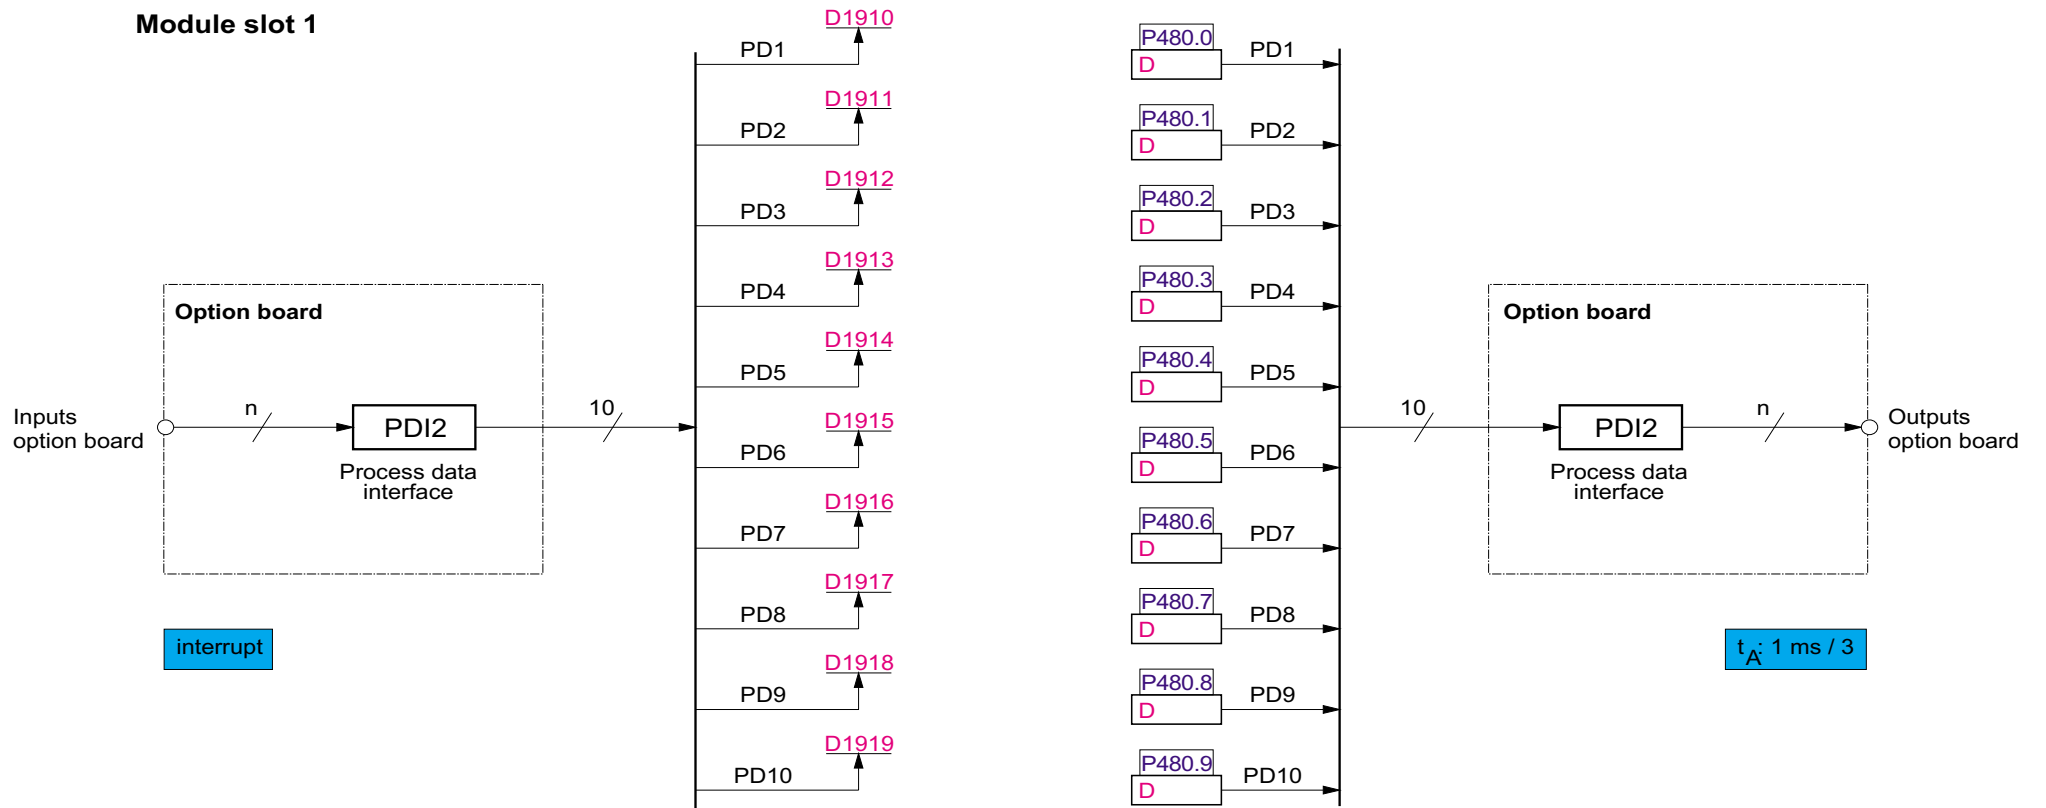 Module slot 1
D1910
PD1
D1911
PD2
D1912
PD3
D1913
PD4
D1914
PD5
D1915
PD6
D1916
PD7
D1917
PD8
D1918
PD9
D1919
PD10
Option board
Inputs
option board
n
PDI2
Process data
interface
10
interrupt
P480.0
D
PD1
P480.1
D
PD2
P480.2
D
PD3
P480.3
D
PD4
P480.4
D
PD5
P480.5
D
PD6
P480.6
D
PD7
P480.7
D
PD8
P480.8
D
PD9
P480.9
D
PD10
Option board
10
PDI2
Process data
interface
n
Outputs
option board
tA: 1 ms / 3